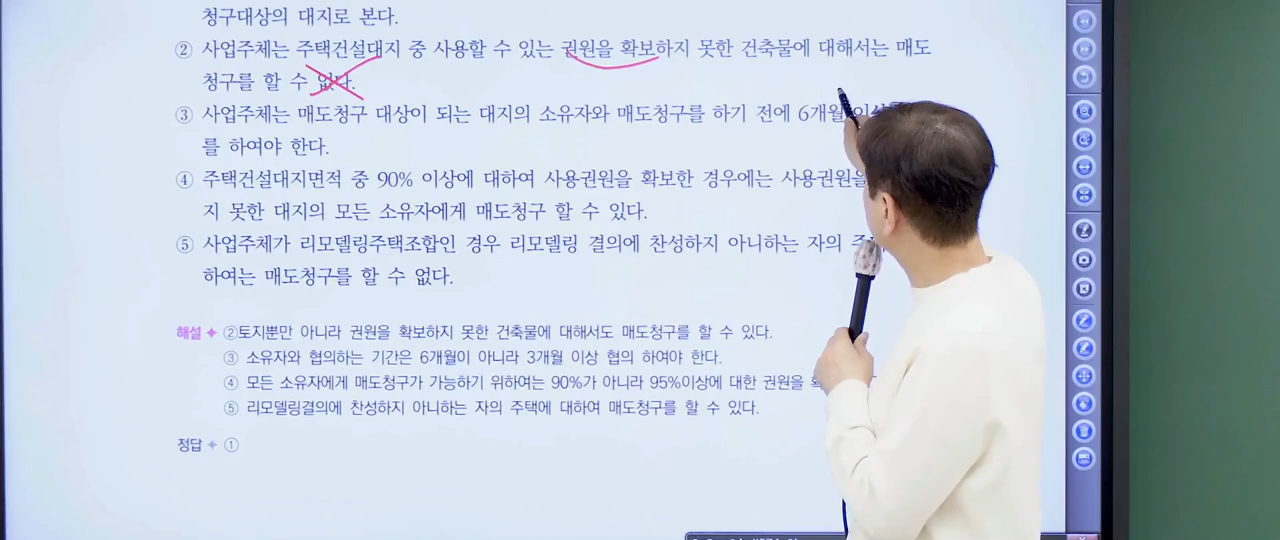 청구대상의 대지로 본다.
② 사업주체는 주택건설대지 중 사용할 수 있는 권원을 확보하지 못한 건축물에 대해서는 매도
청구를 할 수 없다.
③ 사업주체는 매도청구 대상이 되는 대지의 소유자와 매도청구를 하기 전에 6개월 이상
를 하여야 한다.
④ 주택건설대지면적 중 90% 이상에 대하여 사용권원을 확보한 경우에는 사용권원을
지 못한 대지의 모든 소유자에게 매도청구 할 수 있다.
⑤ 사업주체가 리모델링주택조합인 경우 리모델링 결의에 찬성하지 아니하는 자의
하여는 매도청구를 할 수 없다.
해설 ✦ ②토지뿐만 아니라 권원을 확보하지 못한 건축물에 대해서도 매도청구를 할 수 있다.
③ 소유자와 협의하는 기간은 6개월이 아니라 3개월 이상 협의 하여야 한다.
④ 모든 소유자에게 매도청구가 가능하기 위하여는 90%가 아니라 95%이상에 대한 권원을
⑤ 리모델링결의에 찬성하지 아니하는 자의 주택에 대하여 매도청구를 할 수 있다.
정답 ✦ ①